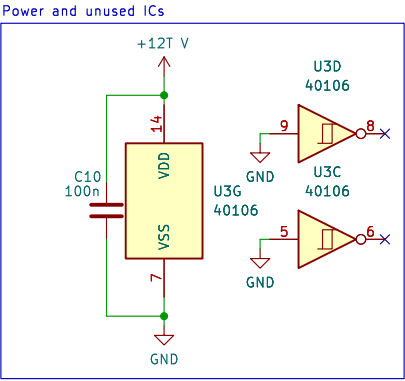 Power and unused ICs
+12T V
14
VDD
C10
100n
U3G
40106
VSS
7
GND
U3D
40106
9
8
GND
U3C
40106
5
6
GND